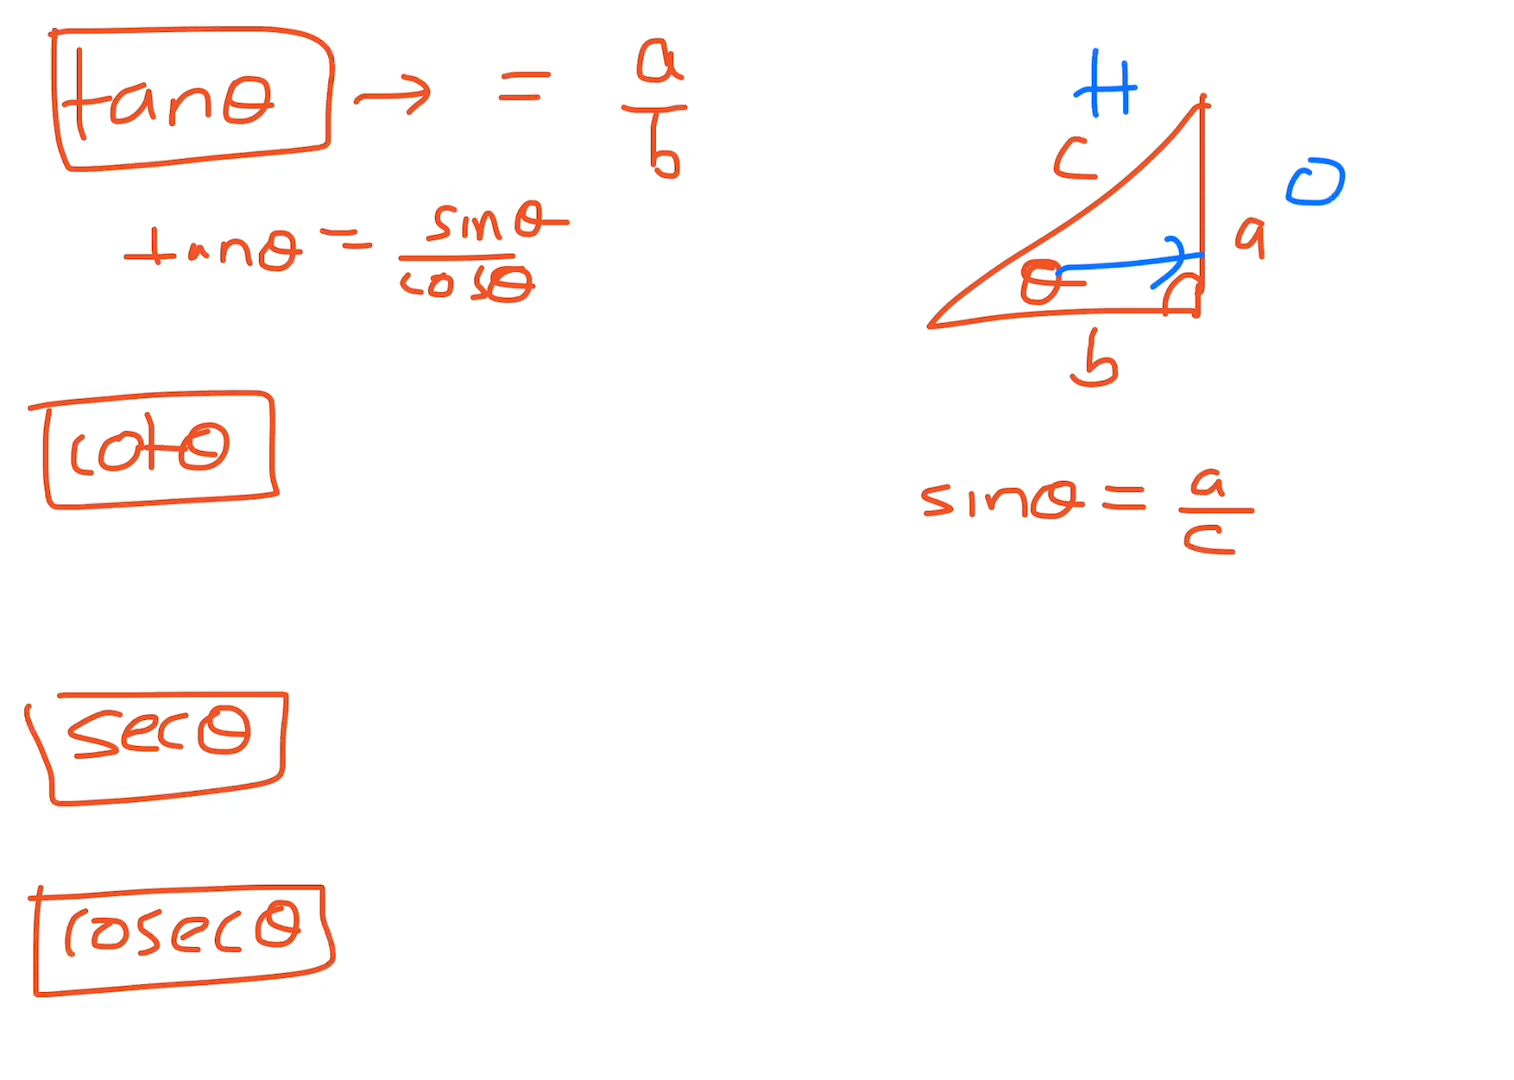 tanθ → = a/b
tanθ = sinθ/cosθ
H
c
O
a
θ
b
cotθ
sinθ = a/c
secθ
cosecθ